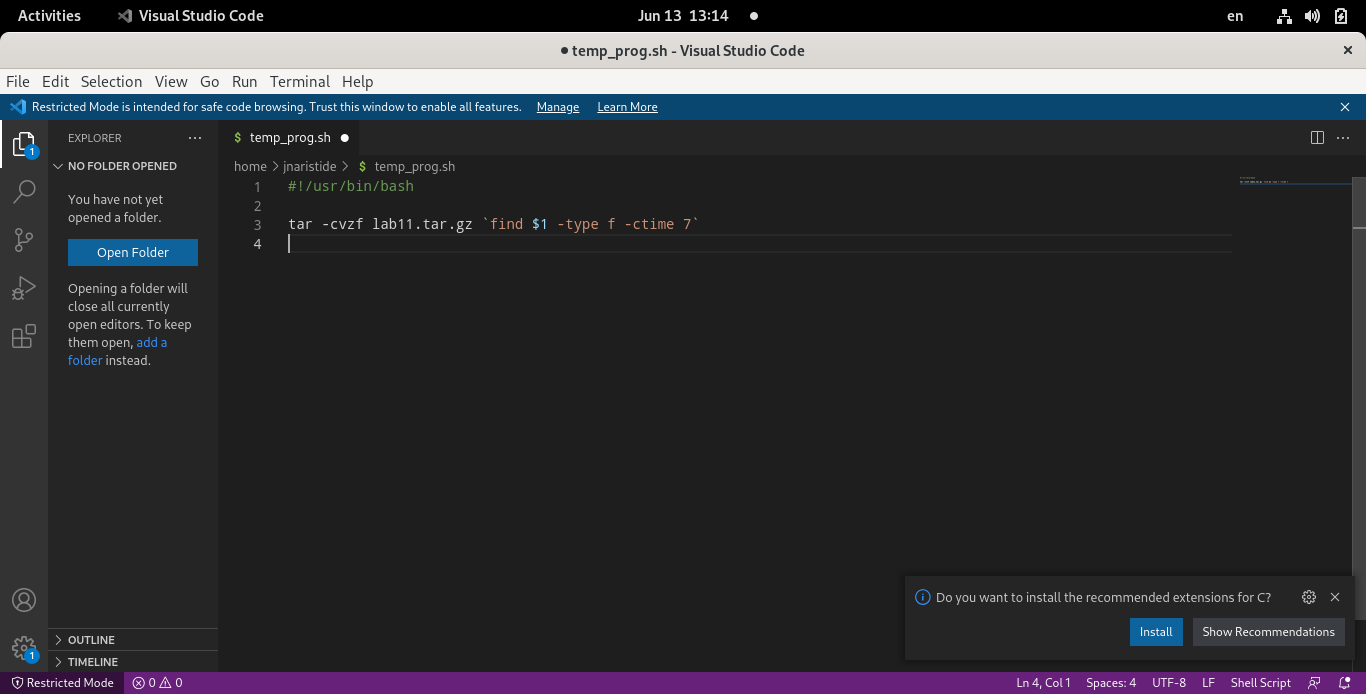 Activities Visual Studio Code Jun 13 13:14 en
temp_prog.sh - Visual Studio Code
File Edit Selection View Go Run Terminal Help
Restricted Mode is intended for safe code browsing. Trust this window to enable all features. Manage Learn More
EXPLORER
NO FOLDER OPENED
You have not yet
opened a folder.
Open Folder
Opening a folder will
close all currently
open editors. To keep
them open, add a
folder instead.
OUTLINE
TIMELINE
1
1
$ temp_prog.sh
home > jnaristide > $ temp_prog.sh
1 #!/usr/bin/bash
2
3 tar -cvzf lab11.tar.gz `find $1 -type f -ctime 7`
4
Do you want to install the recommended extensions for C?
Install Show Recommendations
Restricted Mode 0 0 Ln 4, Col 1 Spaces: 4 UTF-8 LF Shell Script